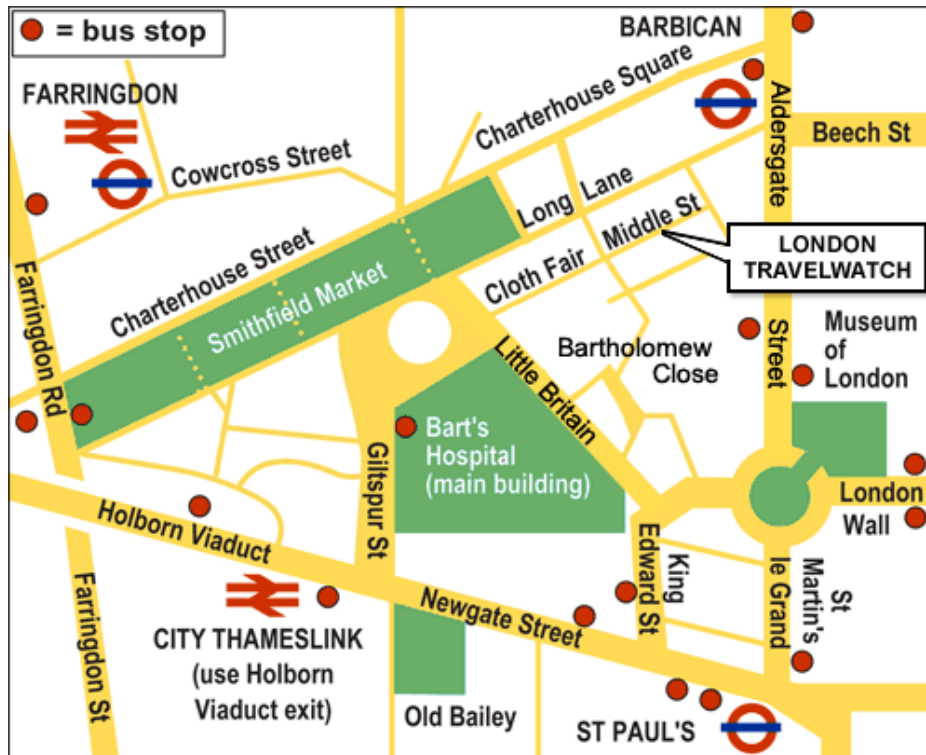 = bus stop
BARBICAN
FARRINGDON
Charterhouse Square
Aldersgate
Beech St
Cowcross Street
Long Lane
Middle St
LONDON
TRAVELWATCH
Charterhouse Street
Smithfield Market
Cloth Fair
Farringdon Rd
Little Britain
Bartholomew
Close
Street
Museum
of
London
Giltspur St
Bart's
Hospital
(main building)
London
Wall
Holborn Viaduct
King
Edward St
St
Martin's
le Grand
Farringdon St
CITY THAMESLINK
(use Holborn
Viaduct exit)
Newgate Street
Old Bailey
ST PAUL'S